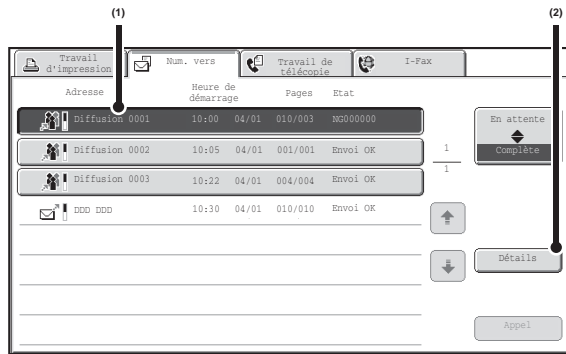 (1)
(2)
Travail d'impression
Num. vers
Travail de télécopie
I-Fax
Adresse
Heure de démarrage
Pages
Etat
Diffusion 0001 10:00 04/01 010/003 NG000000
Diffusion 0002 10:05 04/01 001/001 Envoi OK
Diffusion 0003 10:22 04/01 004/004 Envoi OK
DDD DDD 10:30 04/01 010/010 Envoi OK
1
1
En attente
Complète
Détails
Appel